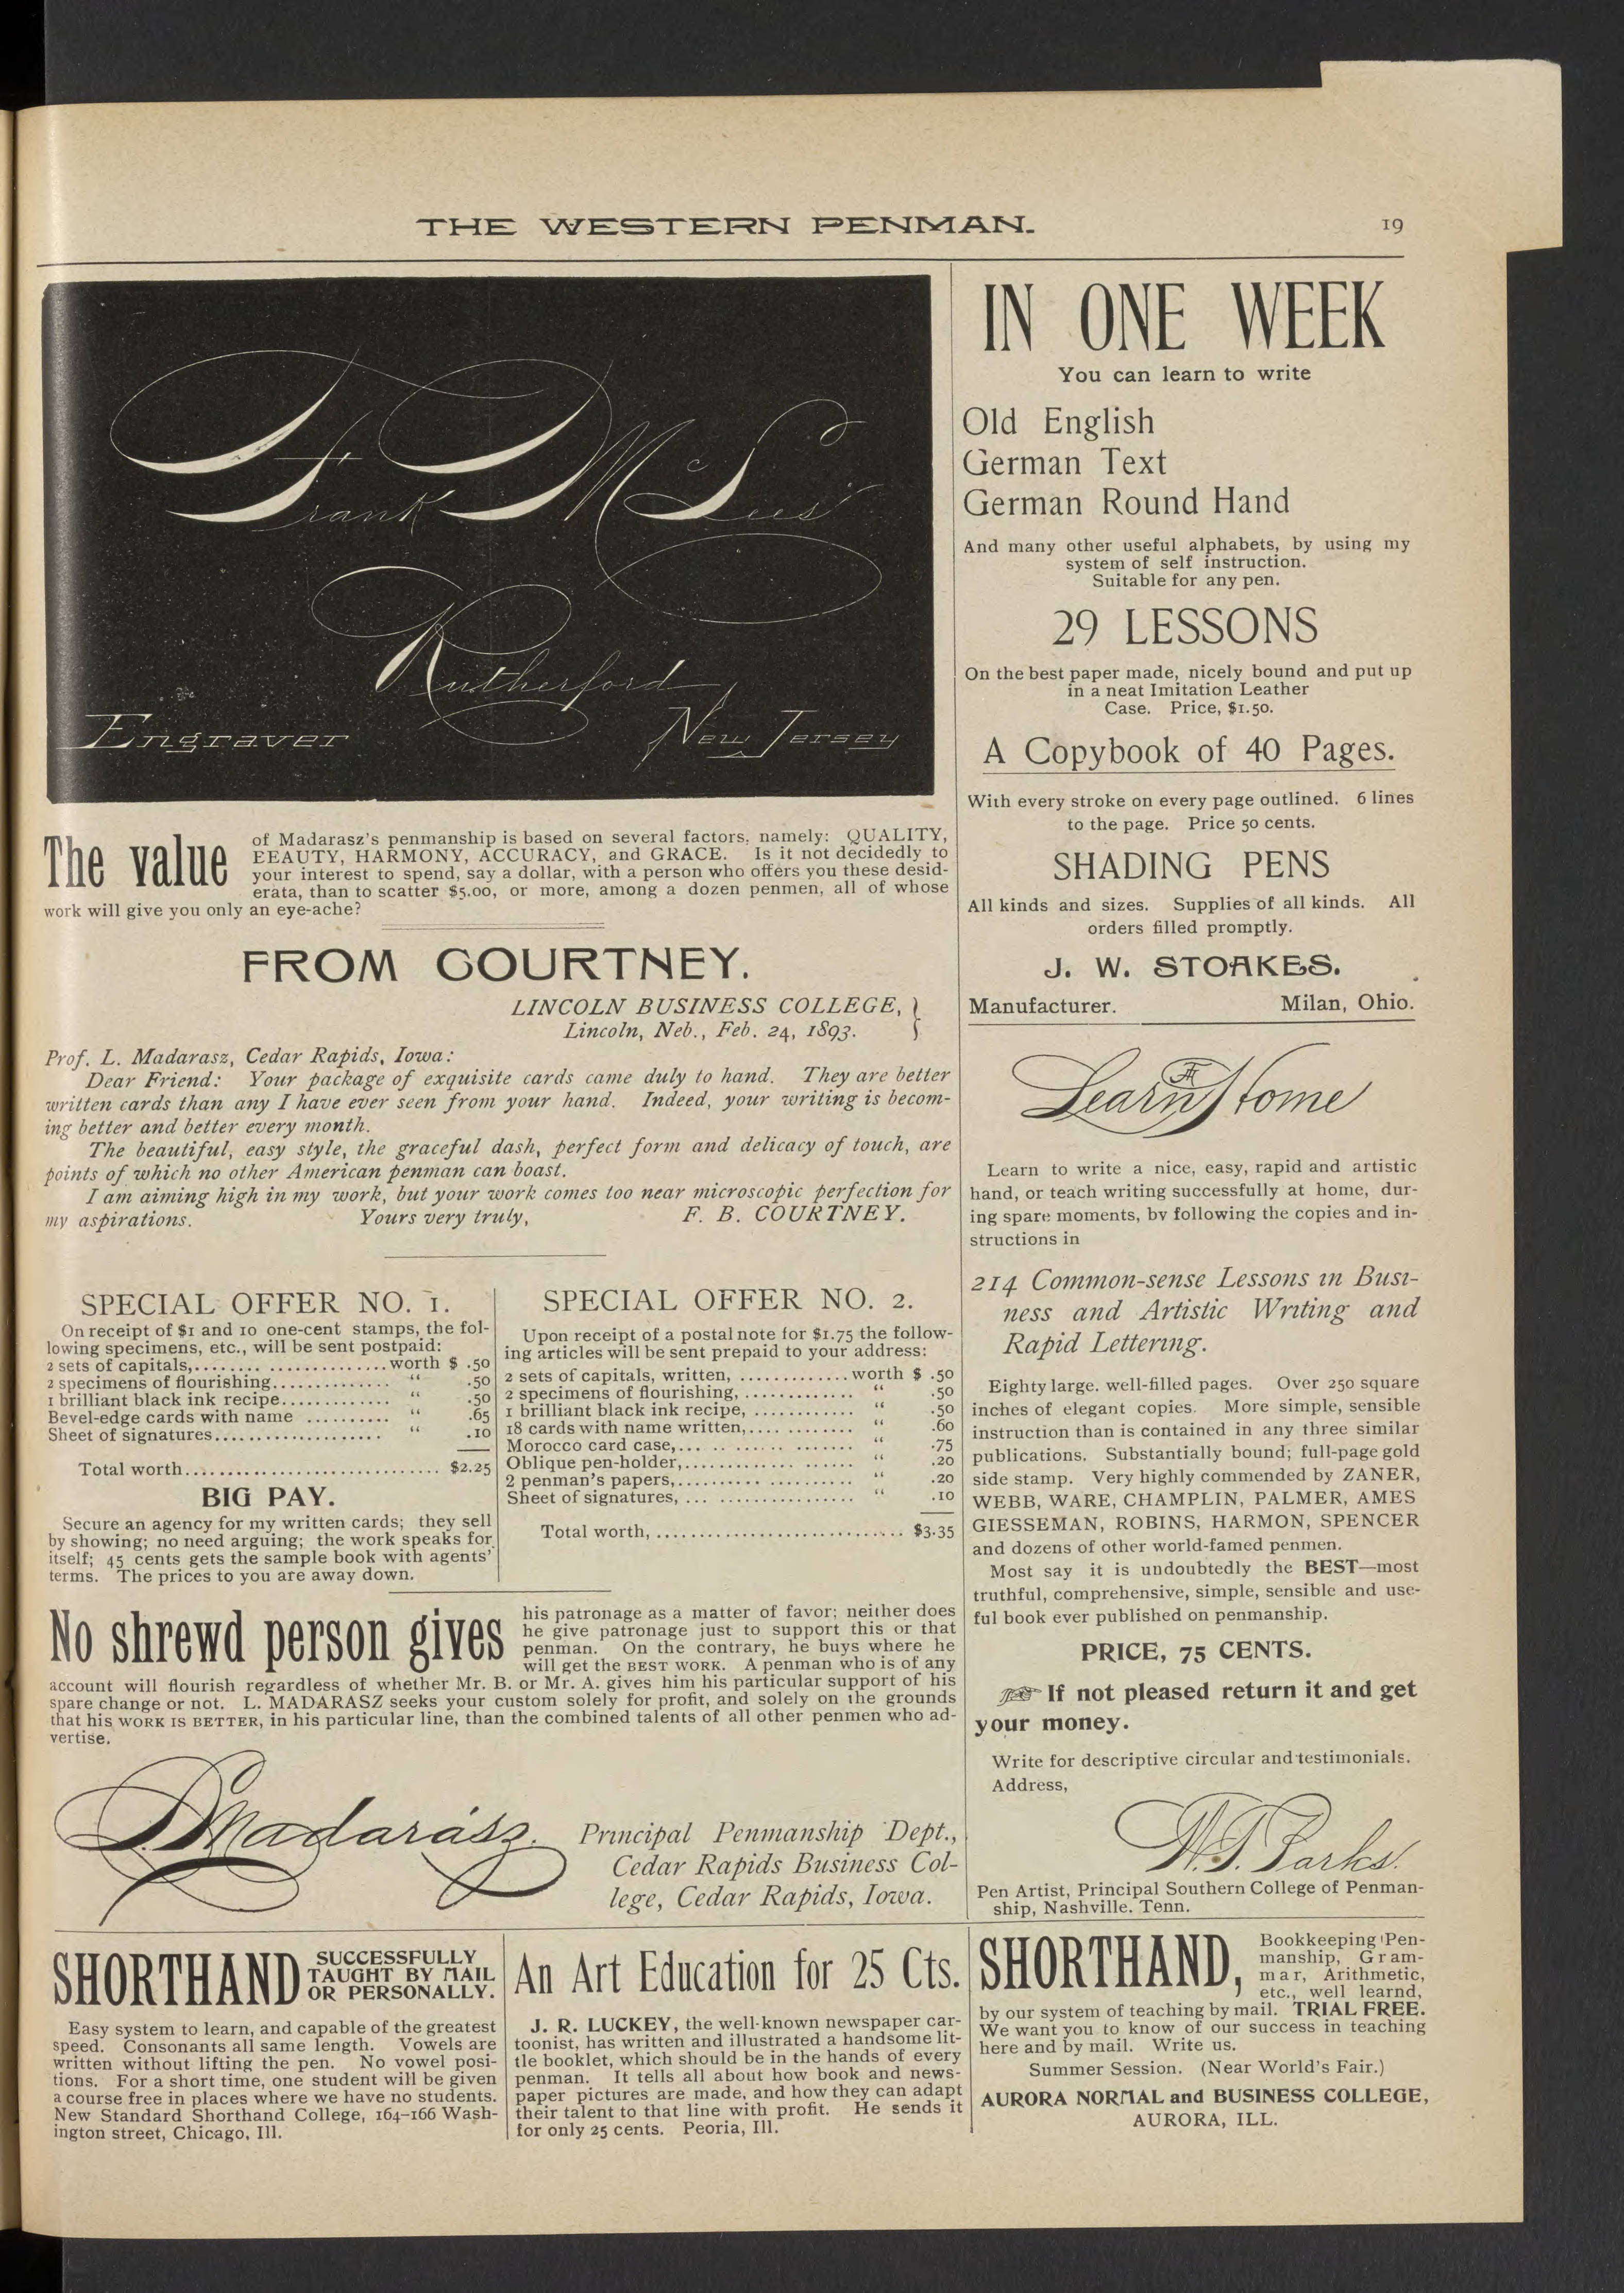 THE WESTERN PENMAN.
19
Frank D McLees
Rutherford
Engraver
New Jersey
The value of Madarasz's penmanship is based on several factors, namely: QUALITY,
EEAUTY, HARMONY, ACCURACY, and GRACE. Is it not decidedly to
your interest to spend, say a dollar, with a person who offers you these desid-
erata, than to scatter $5.00, or more, among a dozen penmen, all of whose
work will give you only an eye-ache?
FROM COURTNEY.
LINCOLN BUSINESS COLLEGE, }
Lincoln, Neb., Feb. 24, 1893.
Prof. L. Madarasz, Cedar Rapids, Iowa:
Dear Friend: Your package of exquisite cards came duly to hand. They are better
written cards than any I have ever seen from your hand. Indeed, your writing is becom-
ing better and better every month.
The beautiful, easy style, the graceful dash, perfect form and delicacy of touch, are
points of which no other American penman can boast.
I am aiming high in my work, but your work comes too near microscopic perfection for
my aspirations. Yours very truly, F. B. COURTNEY.
SPECIAL OFFER NO. 1.
On receipt of $1 and 10 one-cent stamps, the fol-
lowing specimens, etc., will be sent postpaid:
2 sets of capitals,........ ..............worth $ .50
2 specimens of flourishing............... " .50
1 brilliant black ink recipe............. " .50
Bevel-edge cards with name .......... " .65
Sheet of signatures.................... " .10
Total worth.............................. $2.25
BIG PAY.
Secure an agency for my written cards; they sell
by showing; no need arguing; the work speaks for
itself; 45 cents gets the sample book with agents'
terms. The prices to you are away down.
SPECIAL OFFER NO. 2.
Upon receipt of a postal note for $1.75 the follow-
ing articles will be sent prepaid to your address:
2 sets of capitals, written, .............worth $ .50
2 specimens of flourishing, ............. " .50
1 brilliant black ink recipe, ............ " .50
18 cards with name written,.... ........ " .60
Morocco card case,... .. ...... ....... " .75
Oblique pen-holder,............. ...... " .20
2 penman's papers,.......... .......... " .20
Sheet of signatures, ... ................ " .10
Total worth, ............................. $3.35
No shrewd person gives his patronage as a matter of favor; neither does
he give patronage just to support this or that
penman. On the contrary, he buys where he
will get the BEST WORK. A penman who is of any
account will flourish regardless of whether Mr. B. or Mr. A. gives him his particular support of his
spare change or not. L. MADARASZ seeks your custom solely for profit, and solely on the grounds
that his WORK IS BETTER, in his particular line, than the combined talents of all other penmen who ad-
vertise.
L. Madarász.
Principal Penmanship Dept.,
Cedar Rapids Business Col-
lege, Cedar Rapids, Iowa.
IN ONE WEEK
You can learn to write
Old English
German Text
German Round Hand
And many other useful alphabets, by using my
system of self instruction.
Suitable for any pen.
29 LESSONS
On the best paper made, nicely bound and put up
in a neat Imitation Leather
Case. Price, $1.50.
A Copybook of 40 Pages.
With every stroke on every page outlined. 6 lines
to the page. Price 50 cents.
SHADING PENS
All kinds and sizes. Supplies of all kinds. All
orders filled promptly.
J. W. STOAKES.
Manufacturer. Milan, Ohio.
Learn At Home
Learn to write a nice, easy, rapid and artistic
hand, or teach writing successfully at home, dur-
ing spare moments, by following the copies and in-
structions in
214 Common-sense Lessons in Busi-
ness and Artistic Writing and
Rapid Lettering.
Eighty large. well-filled pages. Over 250 square
inches of elegant copies. More simple, sensible
instruction than is contained in any three similar
publications. Substantially bound; full-page gold
side stamp. Very highly commended by ZANER,
WEBB, WARE, CHAMPLIN, PALMER, AMES
GIESSEMAN, ROBINS, HARMON, SPENCER
and dozens of other world-famed penmen.
Most say it is undoubtedly the BEST—most
truthful, comprehensive, simple, sensible and use-
ful book ever published on penmanship.
PRICE, 75 CENTS.
☞ If not pleased return it and get
your money.
Write for descriptive circular and testimonials.
Address,
W. T. Parks.
Pen Artist, Principal Southern College of Penman-
ship, Nashville. Tenn.
SHORTHAND SUCCESSFULLY
TAUGHT BY MAIL
OR PERSONALLY.
Easy system to learn, and capable of the greatest
speed. Consonants all same length. Vowels are
written without lifting the pen. No vowel posi-
tions. For a short time, one student will be given
a course free in places where we have no students.
New Standard Shorthand College, 164-166 Wash-
ington street, Chicago, Ill.
An Art Education for 25 Cts.
J. R. LUCKEY, the well-known newspaper car-
toonist, has written and illustrated a handsome lit-
tle booklet, which should be in the hands of every
penman. It tells all about how book and news-
paper pictures are made, and how they can adapt
their talent to that line with profit. He sends it
for only 25 cents. Peoria, Ill.
SHORTHAND, Bookkeeping Pen-
manship, Gram-
mar, Arithmetic,
etc., well learnd,
by our system of teaching by mail. TRIAL FREE.
We want you to know of our success in teaching
here and by mail. Write us.
Summer Session. (Near World's Fair.)
AURORA NORMAL and BUSINESS COLLEGE,
AURORA, ILL.